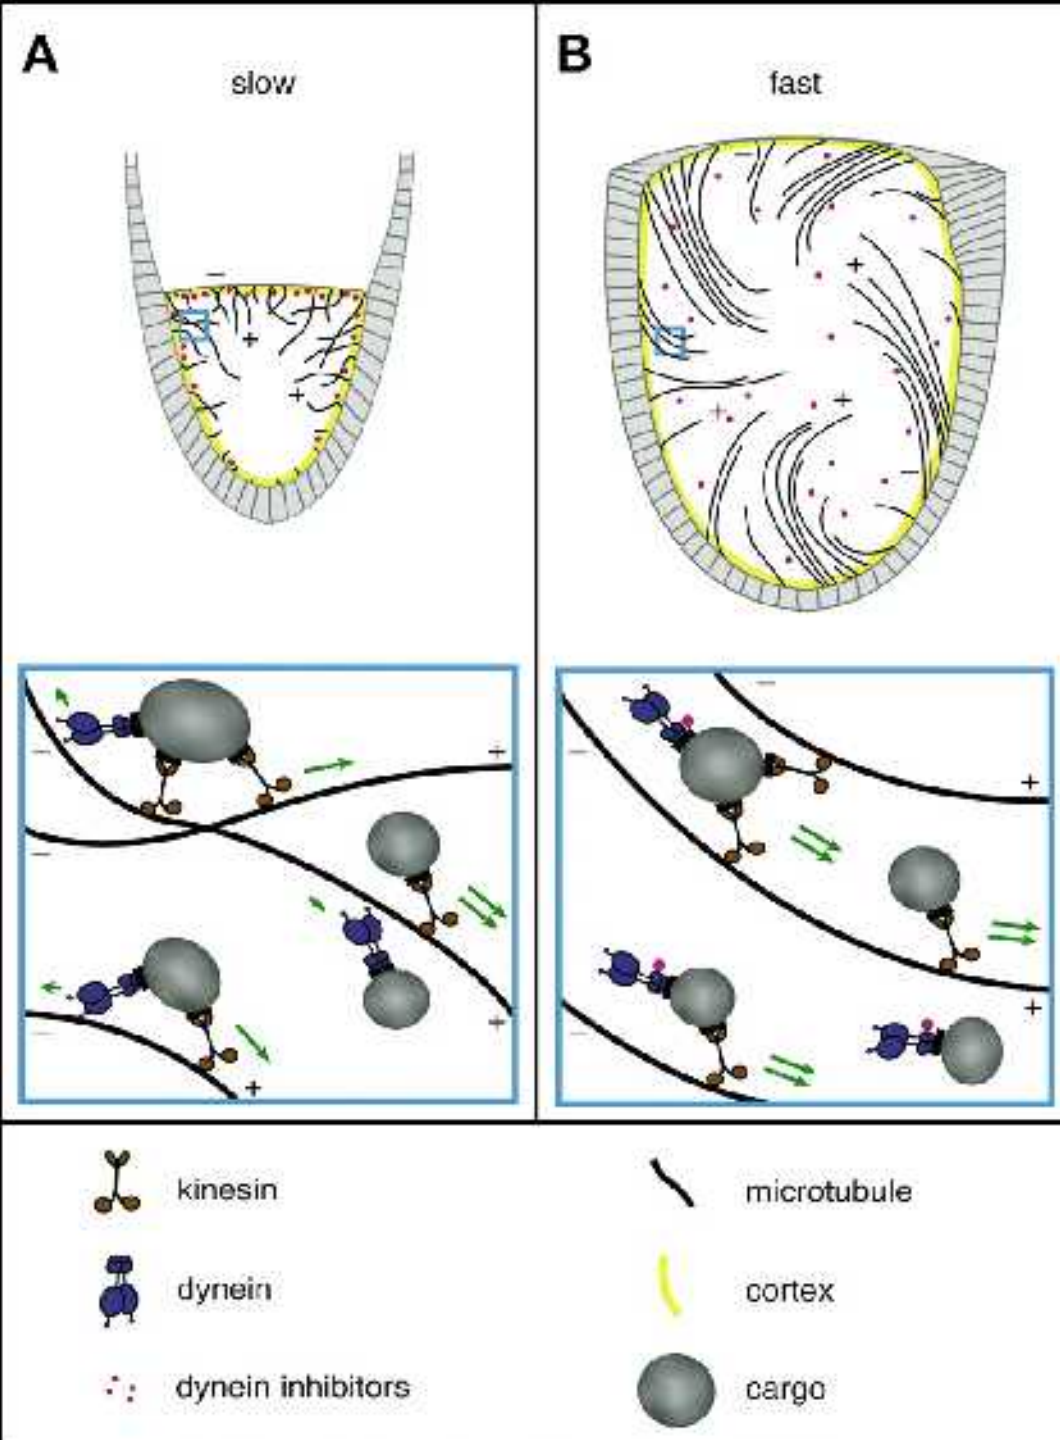 A
slow
B
fast
−
+
+
−
+
+
+
−
−
−
+
+
−
+
−
−
−
+
+
−
kinesin
microtubule
dynein
cortex
dynein inhibitors
cargo